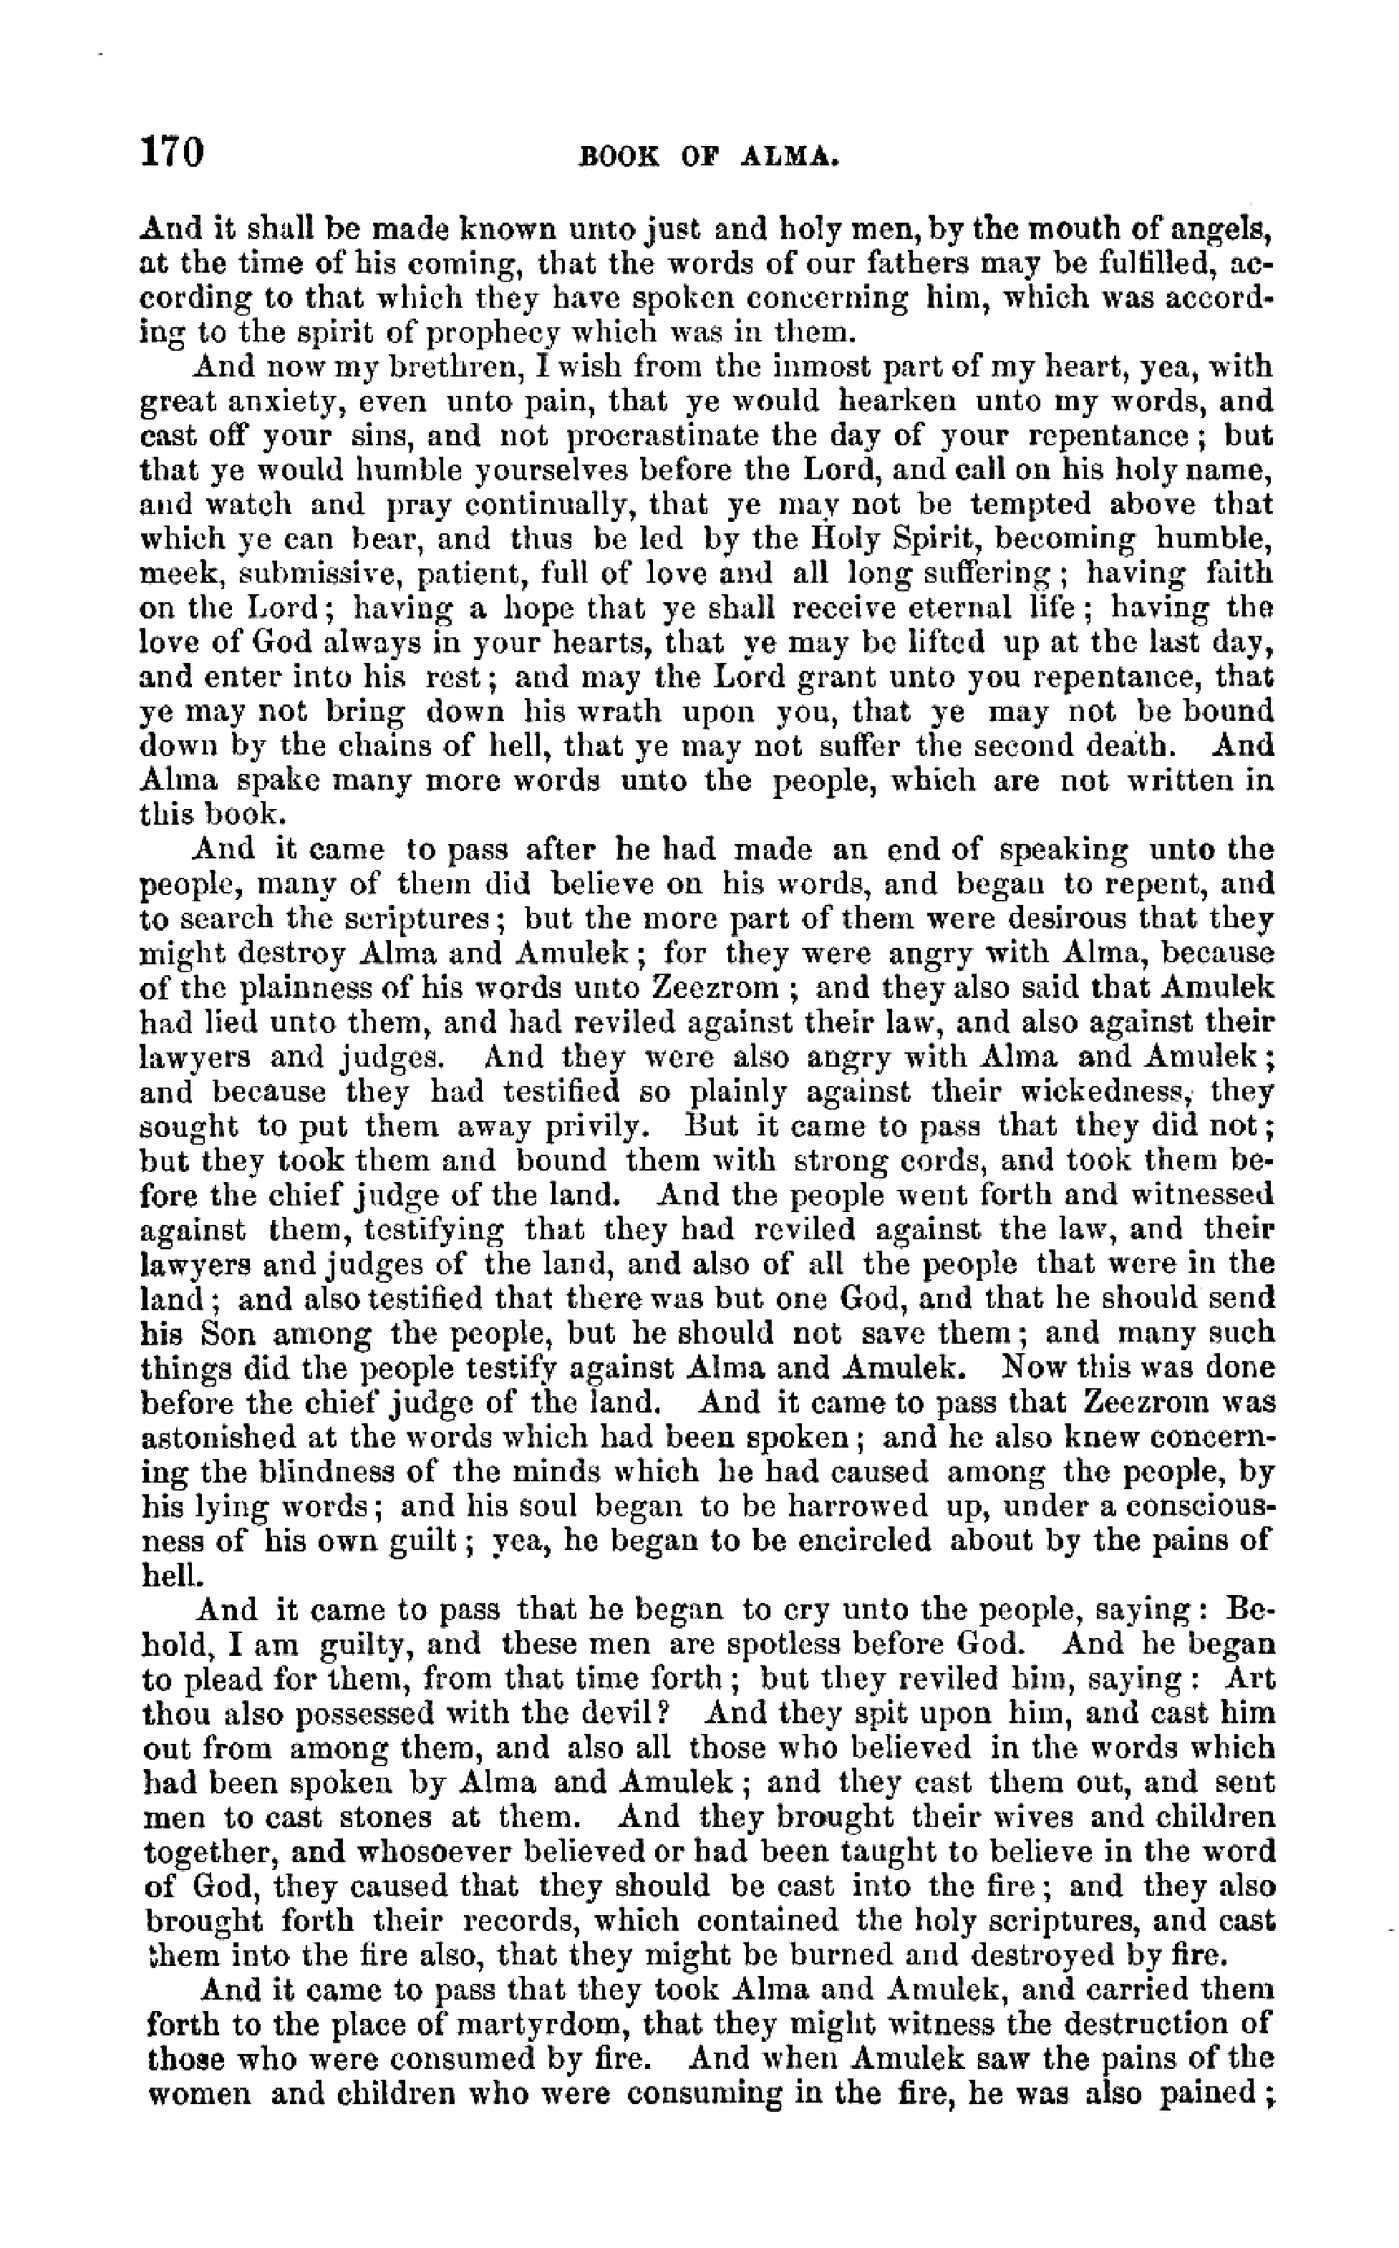 170 BOOK OF ALMA.
And it shall be made known unto just and holy men, by the mouth of angels,
at the time of his coming, that the words of our fathers may be fulfilled, ac-
cording to that which they have spoken concerning him, which was accord-
ing to the spirit of prophecy which was in them.
And now my brethren, I wish from the inmost part of my heart, yea, with
great anxiety, even unto pain, that ye would hearken unto my words, and
cast off your sins, and not procrastinate the day of your repentance; but
that ye would humble yourselves before the Lord, and call on his holy name,
and watch and pray continually, that ye may not be tempted above that
which ye can bear, and thus be led by the Holy Spirit, becoming humble,
meek, submissive, patient, full of love and all long suffering; having faith
on the Lord; having a hope that ye shall receive eternal life; having the
love of God always in your hearts, that ye may be lifted up at the last day,
and enter into his rest; and may the Lord grant unto you repentance, that
ye may not bring down his wrath upon you, that ye may not be bound
down by the chains of hell, that ye may not suffer the second death. And
Alma spake many more words unto the people, which are not written in
this book.
And it came to pass after he had made an end of speaking unto the
people, many of them did believe on his words, and began to repent, and
to search the scriptures; but the more part of them were desirous that they
might destroy Alma and Amulek; for they were angry with Alma, because
of the plainness of his words unto Zeezrom; and they also said that Amulek
had lied unto them, and had reviled against their law, and also against their
lawyers and judges. And they were also angry with Alma and Amulek;
and because they had testified so plainly against their wickedness, they
sought to put them away privily. But it came to pass that they did not;
but they took them and bound them with strong cords, and took them be-
fore the chief judge of the land. And the people went forth and witnessed
against them, testifying that they had reviled against the law, and their
lawyers and judges of the land, and also of all the people that were in the
land; and also testified that there was but one God, and that he should send
his Son among the people, but he should not save them; and many such
things did the people testify against Alma and Amulek. Now this was done
before the chief judge of the land. And it came to pass that Zeezrom was
astonished at the words which had been spoken; and he also knew concern-
ing the blindness of the minds which he had caused among the people, by
his lying words; and his soul began to be harrowed up, under a conscious-
ness of his own guilt; yea, he began to be encircled about by the pains of
hell.
And it came to pass that he began to cry unto the people, saying: Be-
hold, I am guilty, and these men are spotless before God. And he began
to plead for them, from that time forth; but they reviled him, saying: Art
thou also possessed with the devil? And they spit upon him, and cast him
out from among them, and also all those who believed in the words which
had been spoken by Alma and Amulek; and they cast them out, and sent
men to cast stones at them. And they brought their wives and children
together, and whosoever believed or had been taught to believe in the word
of God, they caused that they should be cast into the fire; and they also
brought forth their records, which contained the holy scriptures, and cast
them into the fire also, that they might be burned and destroyed by fire.
And it came to pass that they took Alma and Amulek, and carried them
forth to the place of martyrdom, that they might witness the destruction of
those who were consumed by fire. And when Amulek saw the pains of the
women and children who were consuming in the fire, he was also pained;